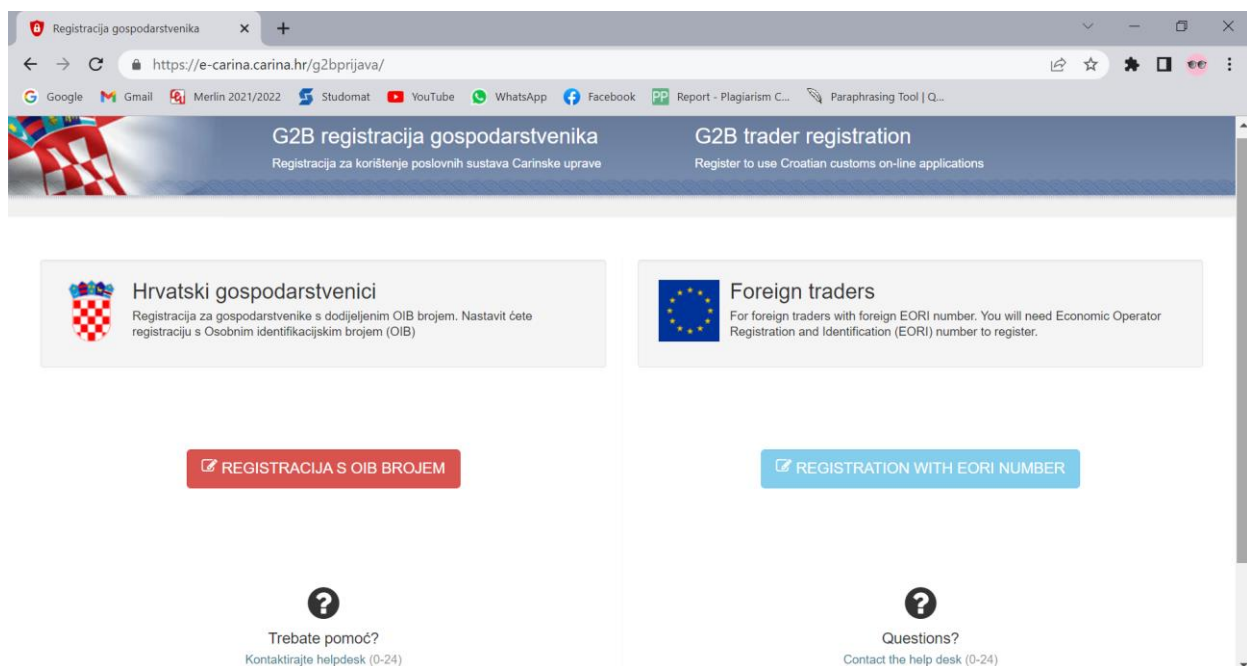 Registracija gospodarstvenika
https://e-carina.carina.hr/g2bprijava/
Google Gmail Merlin 2021/2022 Studomat YouTube WhatsApp Facebook PP Report - Plagiarism C... Paraphrasing Tool | Q...
G2B registracija gospodarstvenika
Registracija za korištenje poslovnih sustava Carinske uprave
G2B trader registration
Register to use Croatian customs on-line applications
Hrvatski gospodarstvenici
Registracija za gospodarstvenike s dodijeljenim OIB brojem. Nastavit ćete
registraciju s Osobnim identifikacijskim brojem (OIB)
REGISTRACIJA S OIB BROJEM
Trebate pomoć?
Kontaktirajte helpdesk (0-24)
Foreign traders
For foreign traders with foreign EORI number. You will need Economic Operator
Registration and Identification (EORI) number to register.
REGISTRATION WITH EORI NUMBER
Questions?
Contact the help desk (0-24)